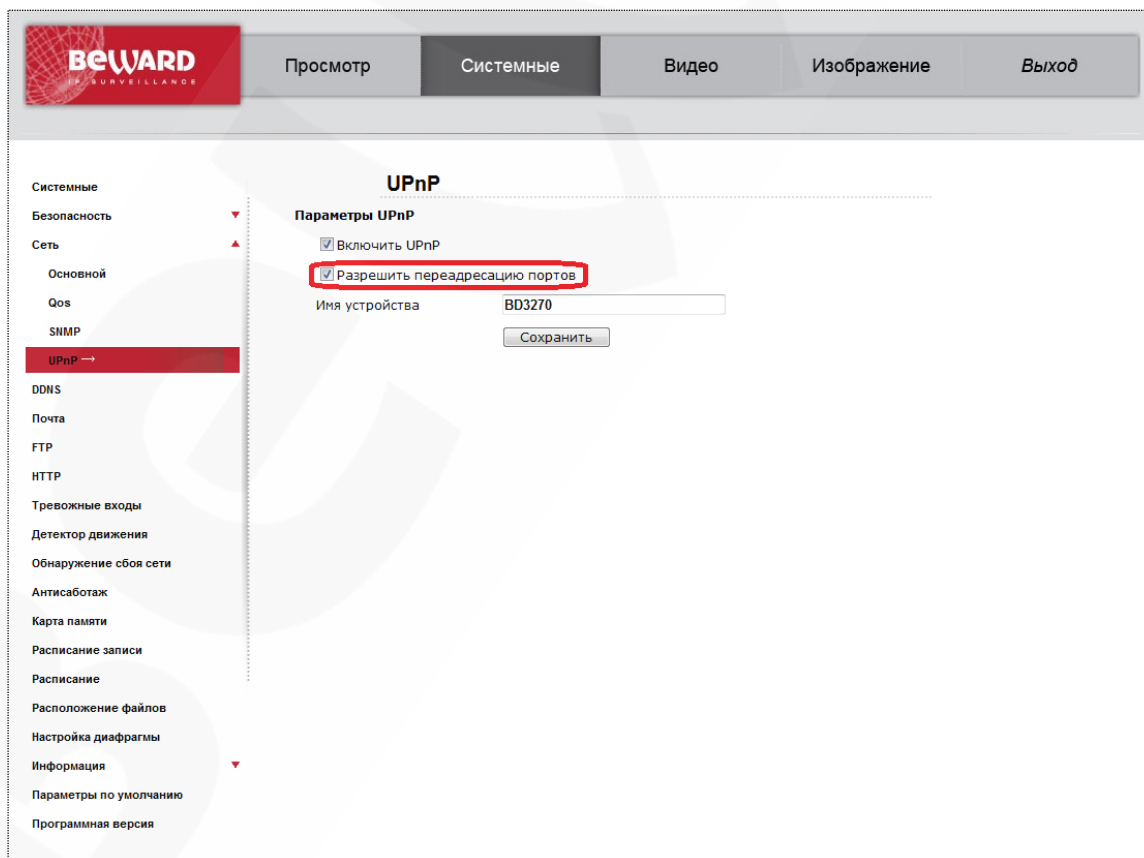 BEWARD
IP SURVEILLANCE
Просмотр
Системные
Видео
Изображение
Выход
Системные
Безопасность
Сеть
Основной
Qos
SNMP
UPnP →
DDNS
Почта
FTP
HTTP
Тревожные входы
Детектор движения
Обнаружение сбоя сети
Антисаботаж
Карта памяти
Расписание записи
Расписание
Расположение файлов
Настройка диафрагмы
Информация
Параметры по умолчанию
Программная версия
UPnP
Параметры UPnP
Включить UPnP
Разрешить переадресацию портов
Имя устройства BD3270
Сохранить